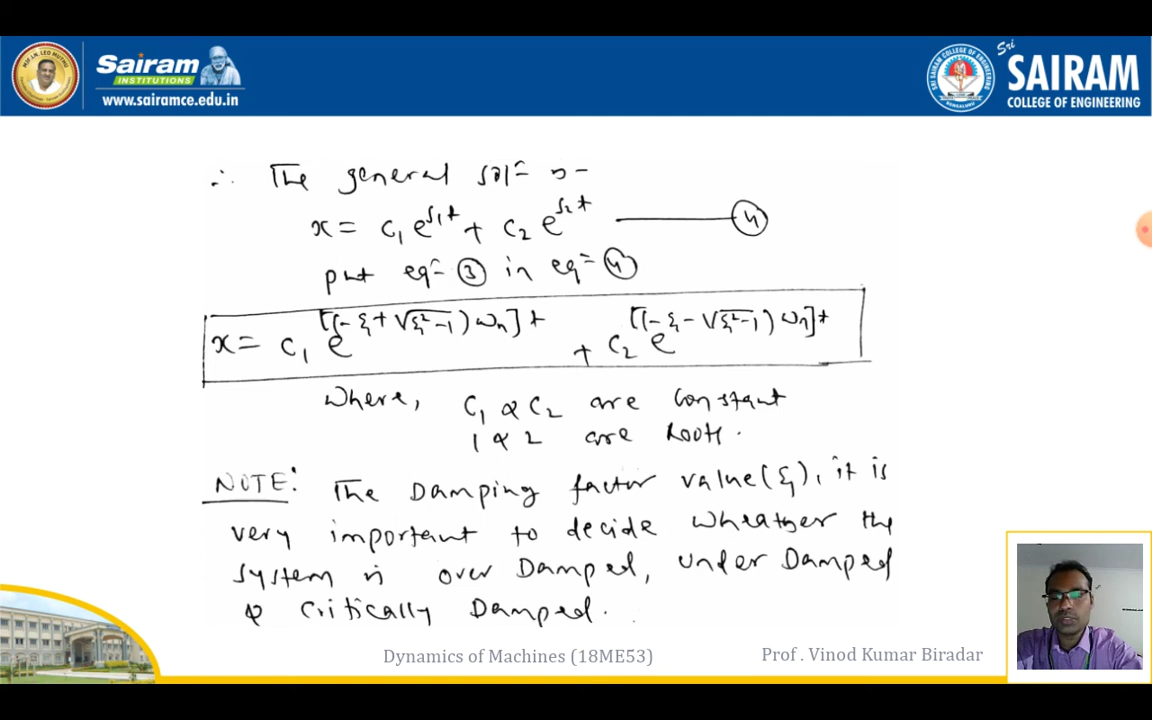 Sairam
INSTITUTIONS
www.sairamce.edu.in
Sri
SAIRAM
COLLEGE OF ENGINEERING
∴ The general solⁿ is
x = C₁ e^{S₁t} + C₂ e^{S₂t} ——— ④
put eqⁿ ③ in eqⁿ ④
x = C₁ e^{[(-ξ + √ξ²-1) ωn] t} + C₂ e^{[(-ξ - √ξ²-1) ωn] t}
Where, C₁ & C₂ are constant
1 & 2 are roots.
NOTE: The Damping factor value (ξ), it is
very important to decide wheather the
system is over Damped, under Damped
& Critically Damped.
Dynamics of Machines (18ME53)
Prof . Vinod Kumar Biradar